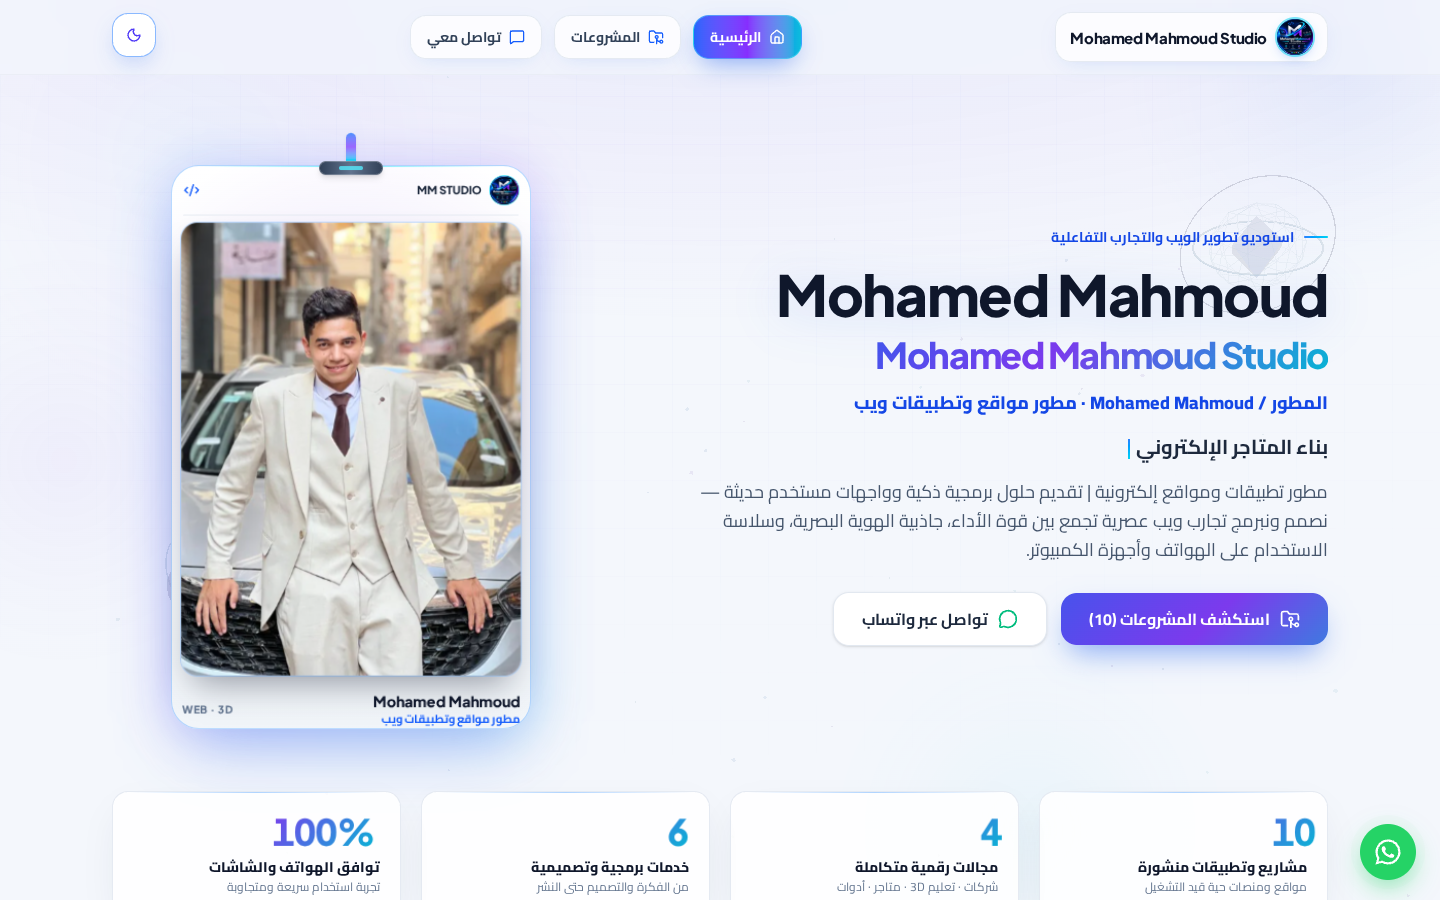 Mohamed Mahmoud Studio
الرئيسية
المشروعات
تواصل معي
استوديو تطوير الويب والتجارب التفاعلية
Mohamed Mahmoud
Mohamed Mahmoud Studio
المطور / Mohamed Mahmoud · مطور مواقع وتطبيقات ويب
بناء المتاجر الإلكتروني
مطور تطبيقات ومواقع إلكترونية | تقديم حلول برمجية ذكية وواجهات مستخدم حديثة —
نصمم ونبرمج تجارب ويب عصرية تجمع بين قوة الأداء، جاذبية الهوية البصرية، وسلاسة
الاستخدام على الهواتف وأجهزة الكمبيوتر.
استكشف المشروعات (10)
تواصل عبر واتساب
MM STUDIO
Mohamed Mahmoud
مطور مواقع وتطبيقات ويب
WEB · 3D
10
مشاريع وتطبيقات منشورة
مواقع ومنصات حية قيد التشغيل
4
مجالات رقمية متكاملة
شركات · تعليم 3D · متاجر · أدوات
6
خدمات برمجية وتصميمية
من الفكرة والتصميم حتى النشر
100%
توافق الهواتف والشاشات
تجربة استخدام سريعة ومتجاوبة